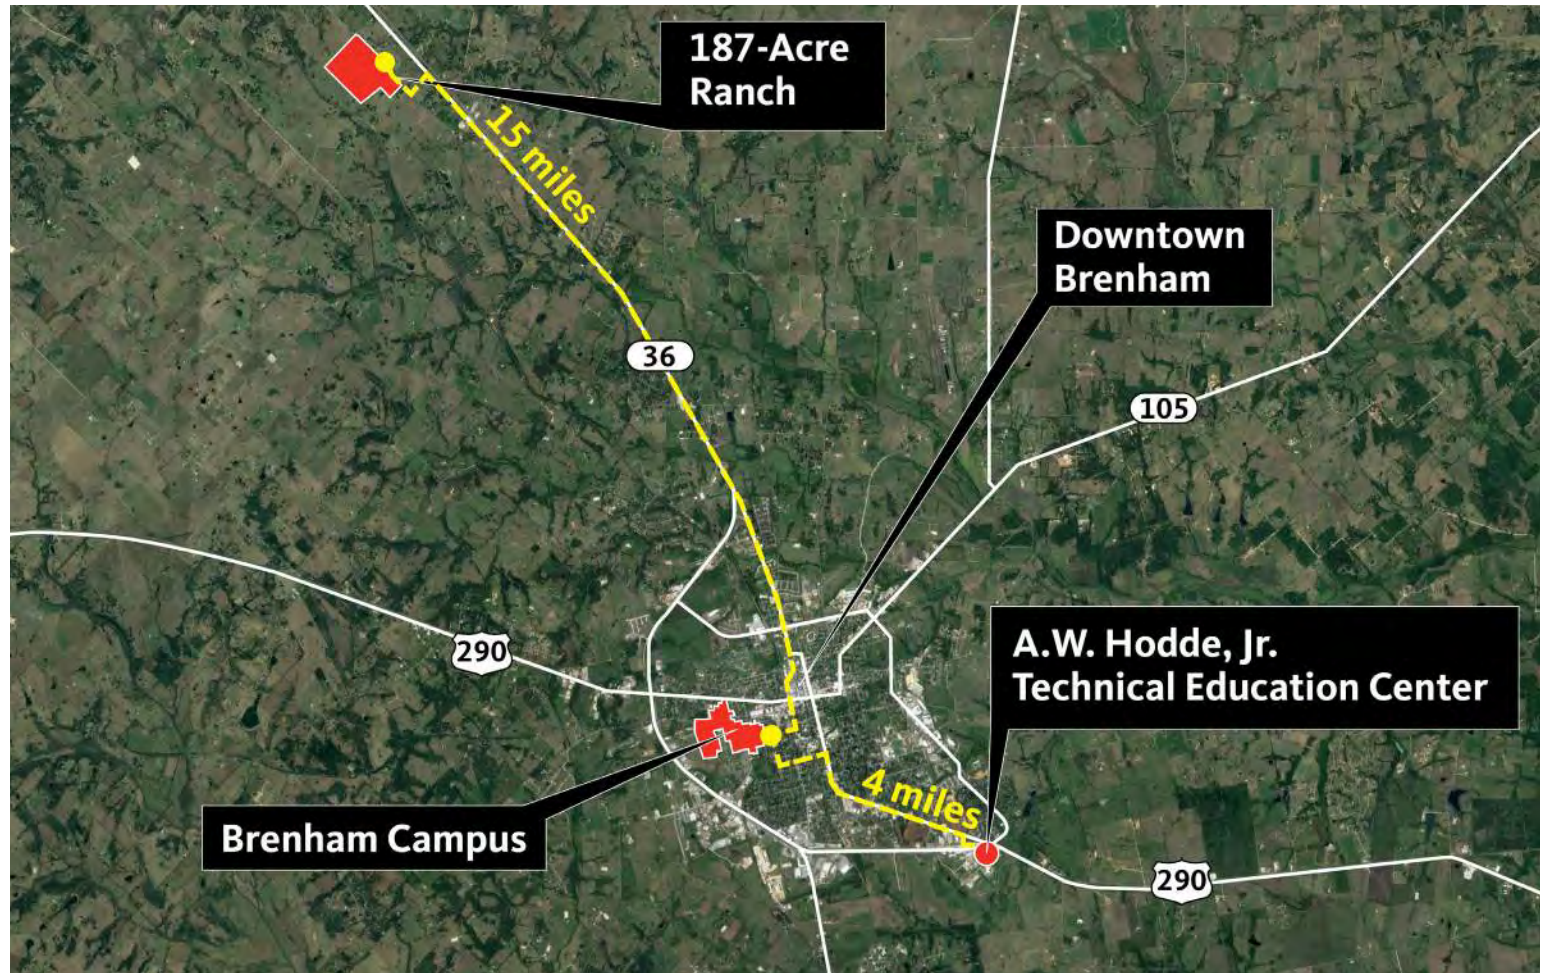 187-Acre
Ranch
15 miles
Downtown
Brenham
36
105
290
A.W. Hodde, Jr.
Technical Education Center
4 miles
Brenham Campus
290